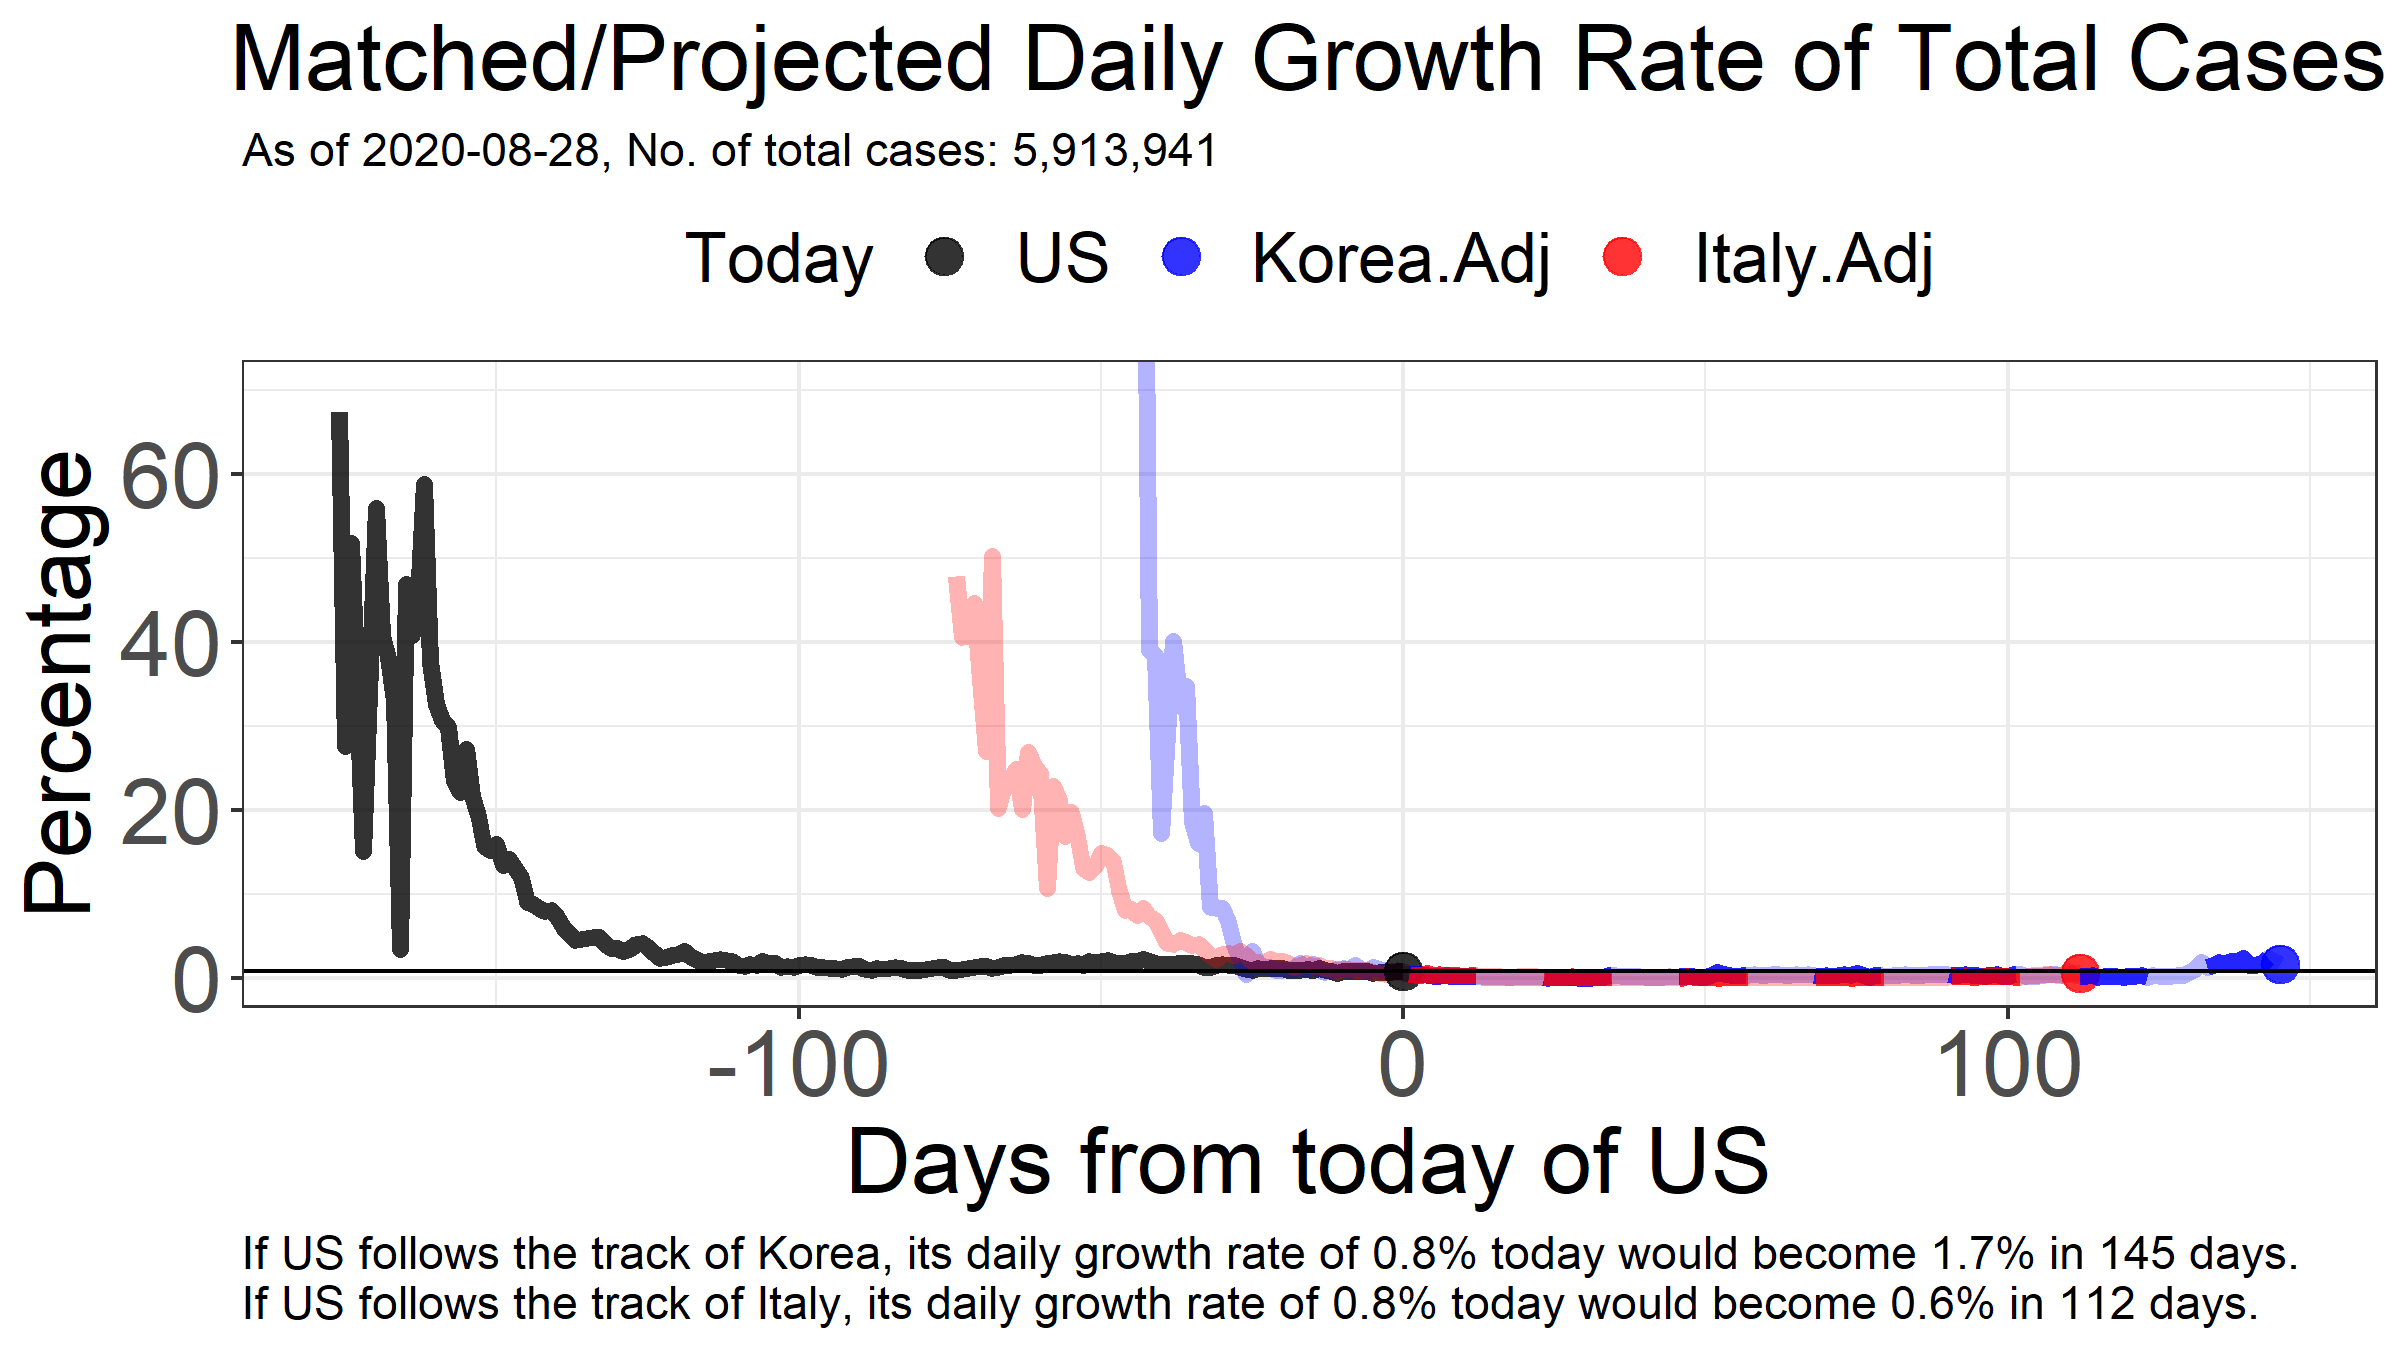 Matched/Projected Daily Growth Rate of Total Cases
As of 2020-08-28, No. of total cases: 5,913,941
Today US Korea.Adj Italy.Adj
Percentage
60
40
20
0
-100 0 100
Days from today of US
If US follows the track of Korea, its daily growth rate of 0.8% today would become 1.7% in 145 days.
If US follows the track of Italy, its daily growth rate of 0.8% today would become 0.6% in 112 days.